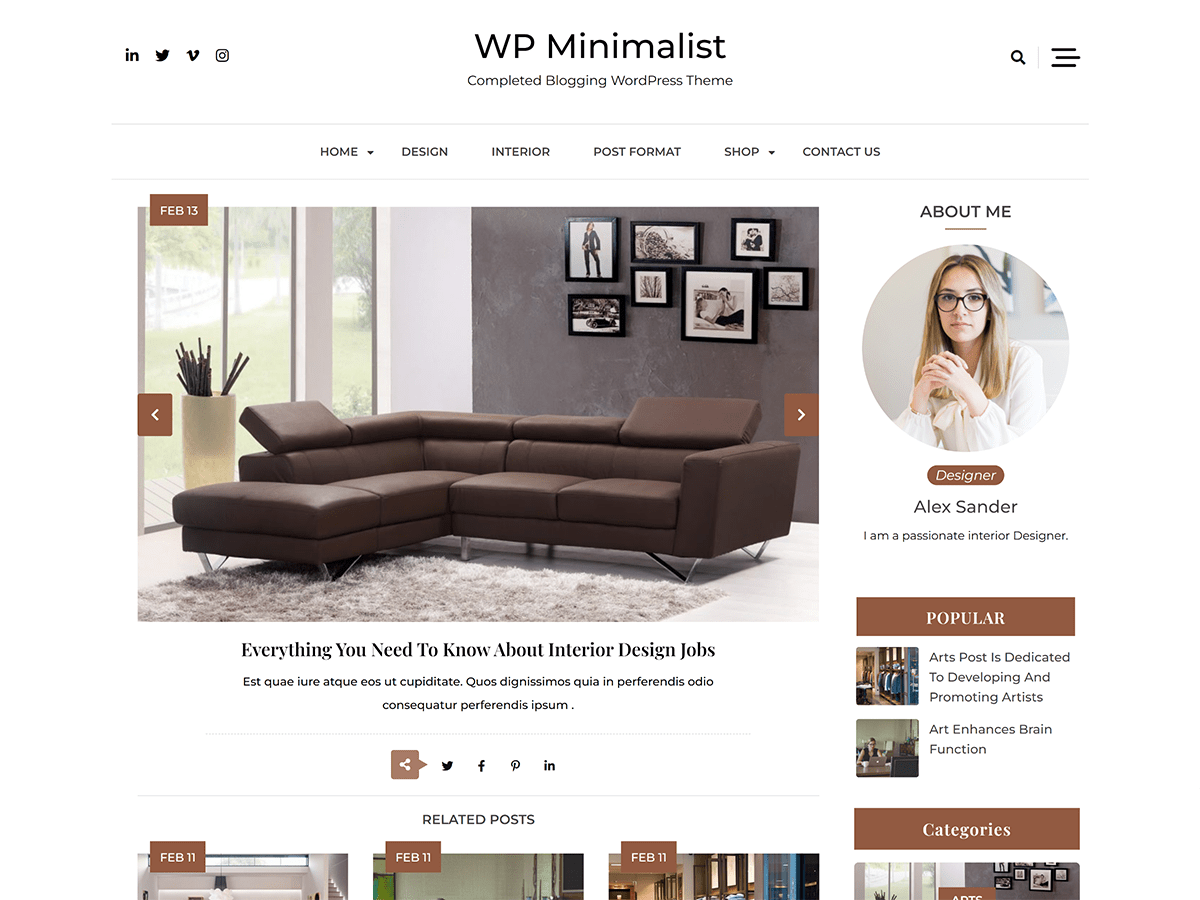 WP Minimalist
Completed Blogging WordPress Theme
HOME
DESIGN
INTERIOR
POST FORMAT
SHOP
CONTACT US
FEB 13
Everything You Need To Know About Interior Design Jobs
Est quae iure atque eos ut cupiditate. Quos dignissimos quia in perferendis odio
consequatur perferendis ipsum .
RELATED POSTS
FEB 11
FEB 11
FEB 11
ABOUT ME
Designer
Alex Sander
I am a passionate interior Designer.
POPULAR
Arts Post Is Dedicated
To Developing And
Promoting Artists
Art Enhances Brain
Function
Categories
ARTS